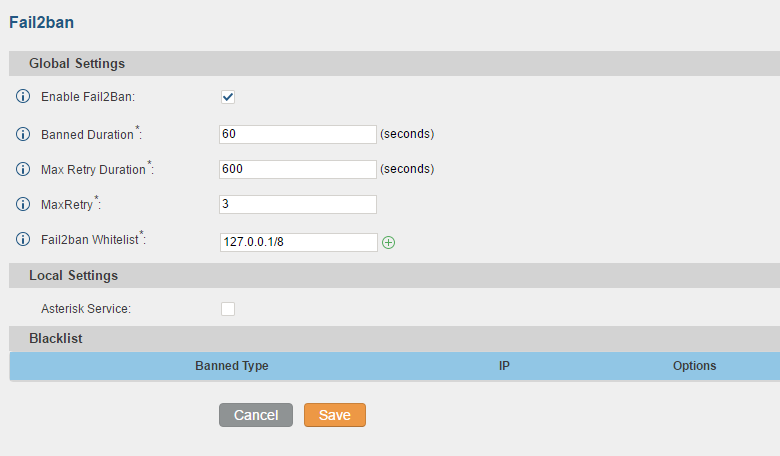 Fail2ban
Global Settings
Enable Fail2Ban:
Banned Duration*: 60 (seconds)
Max Retry Duration*: 600 (seconds)
MaxRetry*: 3
Fail2ban Whitelist*: 127.0.0.1/8
Local Settings
Asterisk Service:
Blacklist
Banned Type IP Options
Cancel Save